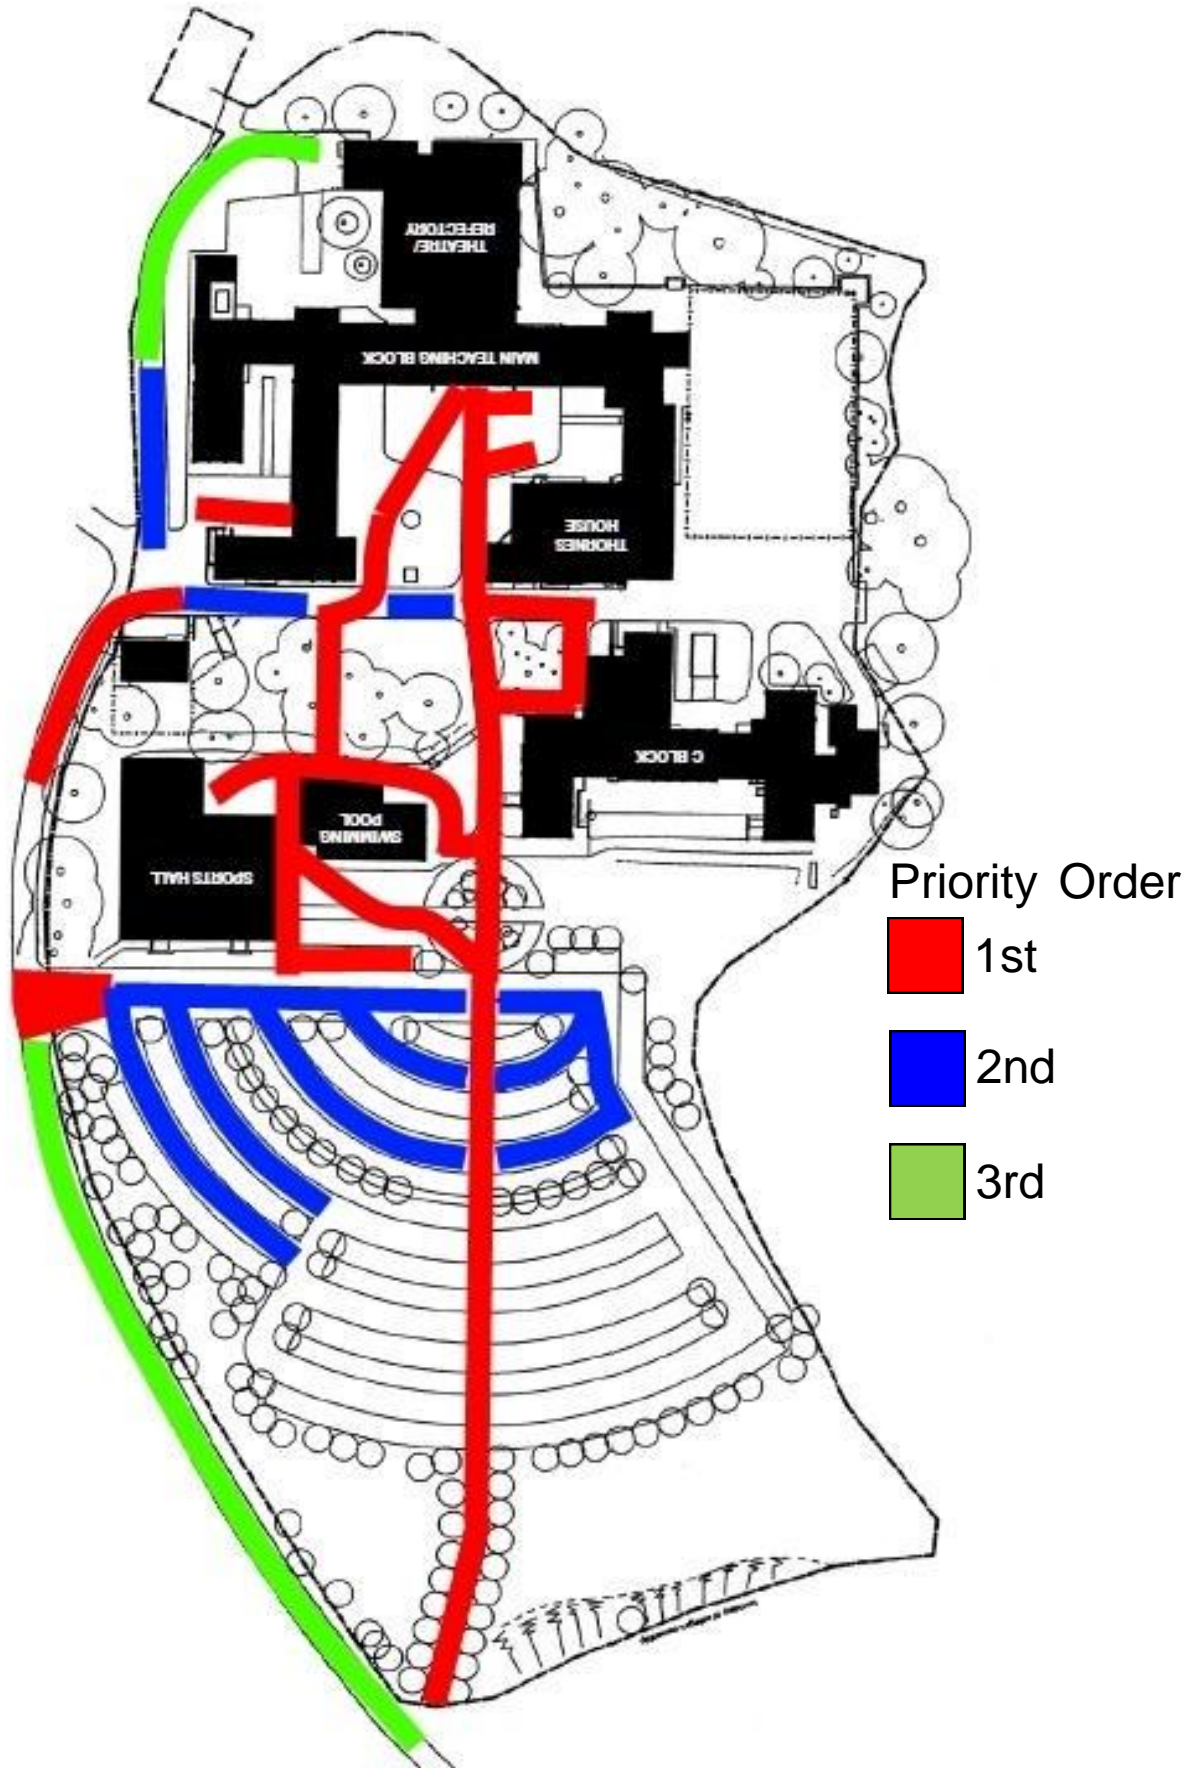 THEATRE/
REFECTORY
MAIN TEACHING BLOCK
THORNES
HOUSE
C BLOCK
SWIMMING
POOL
SPORTS HALL
Priority Order
1st
2nd
3rd